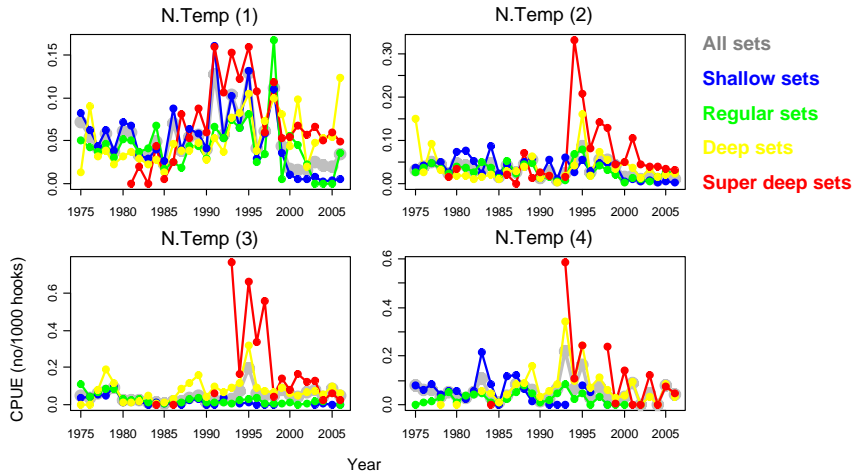 N.Temp (1)
0.00 0.05 0.10 0.15
1975 1980 1985 1990 1995 2000 2005
N.Temp (2)
0.00 0.10 0.20 0.30
1975 1980 1985 1990 1995 2000 2005
All sets
Shallow sets
Regular sets
Deep sets
Super deep sets
N.Temp (3)
0.0 0.2 0.4 0.6
1975 1980 1985 1990 1995 2000 2005
N.Temp (4)
0.0 0.2 0.4 0.6
1975 1980 1985 1990 1995 2000 2005
CPUE (no/1000 hooks)
Year